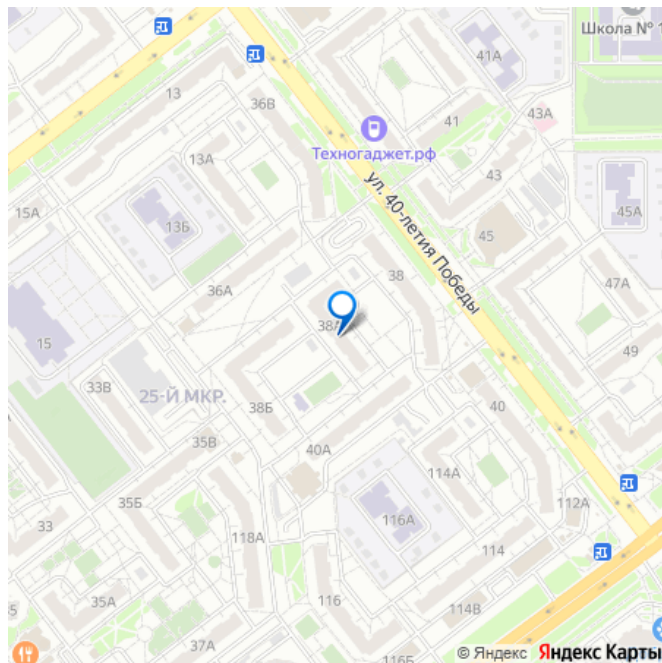 Школа № 1
41А
13
36В
43А
41
Техногаджет.рф
13А
43
Ул. 40-летия Победы
15А
13Б
45А
45
38
47А
36А
38А
15
49
33В
25-Й МКР.
38Б
40
35В
40А
114А
35Б
112А
33
116А
118А
114
35А
116
114В
37А
116Б
© Яндекс Яндекс Карты